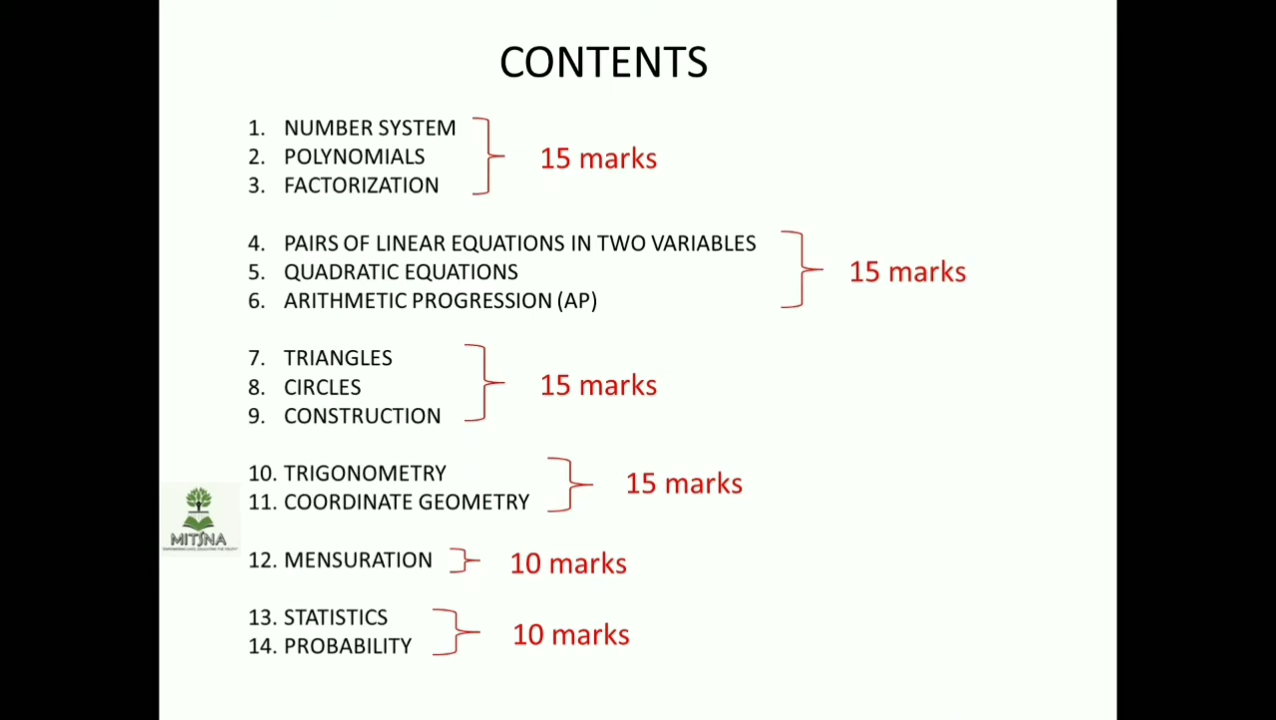 CONTENTS
1. NUMBER SYSTEM
2. POLYNOMIALS
3. FACTORIZATION
15 marks
4. PAIRS OF LINEAR EQUATIONS IN TWO VARIABLES
5. QUADRATIC EQUATIONS
6. ARITHMETIC PROGRESSION (AP)
15 marks
7. TRIANGLES
8. CIRCLES
9. CONSTRUCTION
15 marks
10. TRIGONOMETRY
11. COORDINATE GEOMETRY
15 marks
MITSNA
12. MENSURATION
10 marks
13. STATISTICS
14. PROBABILITY
10 marks